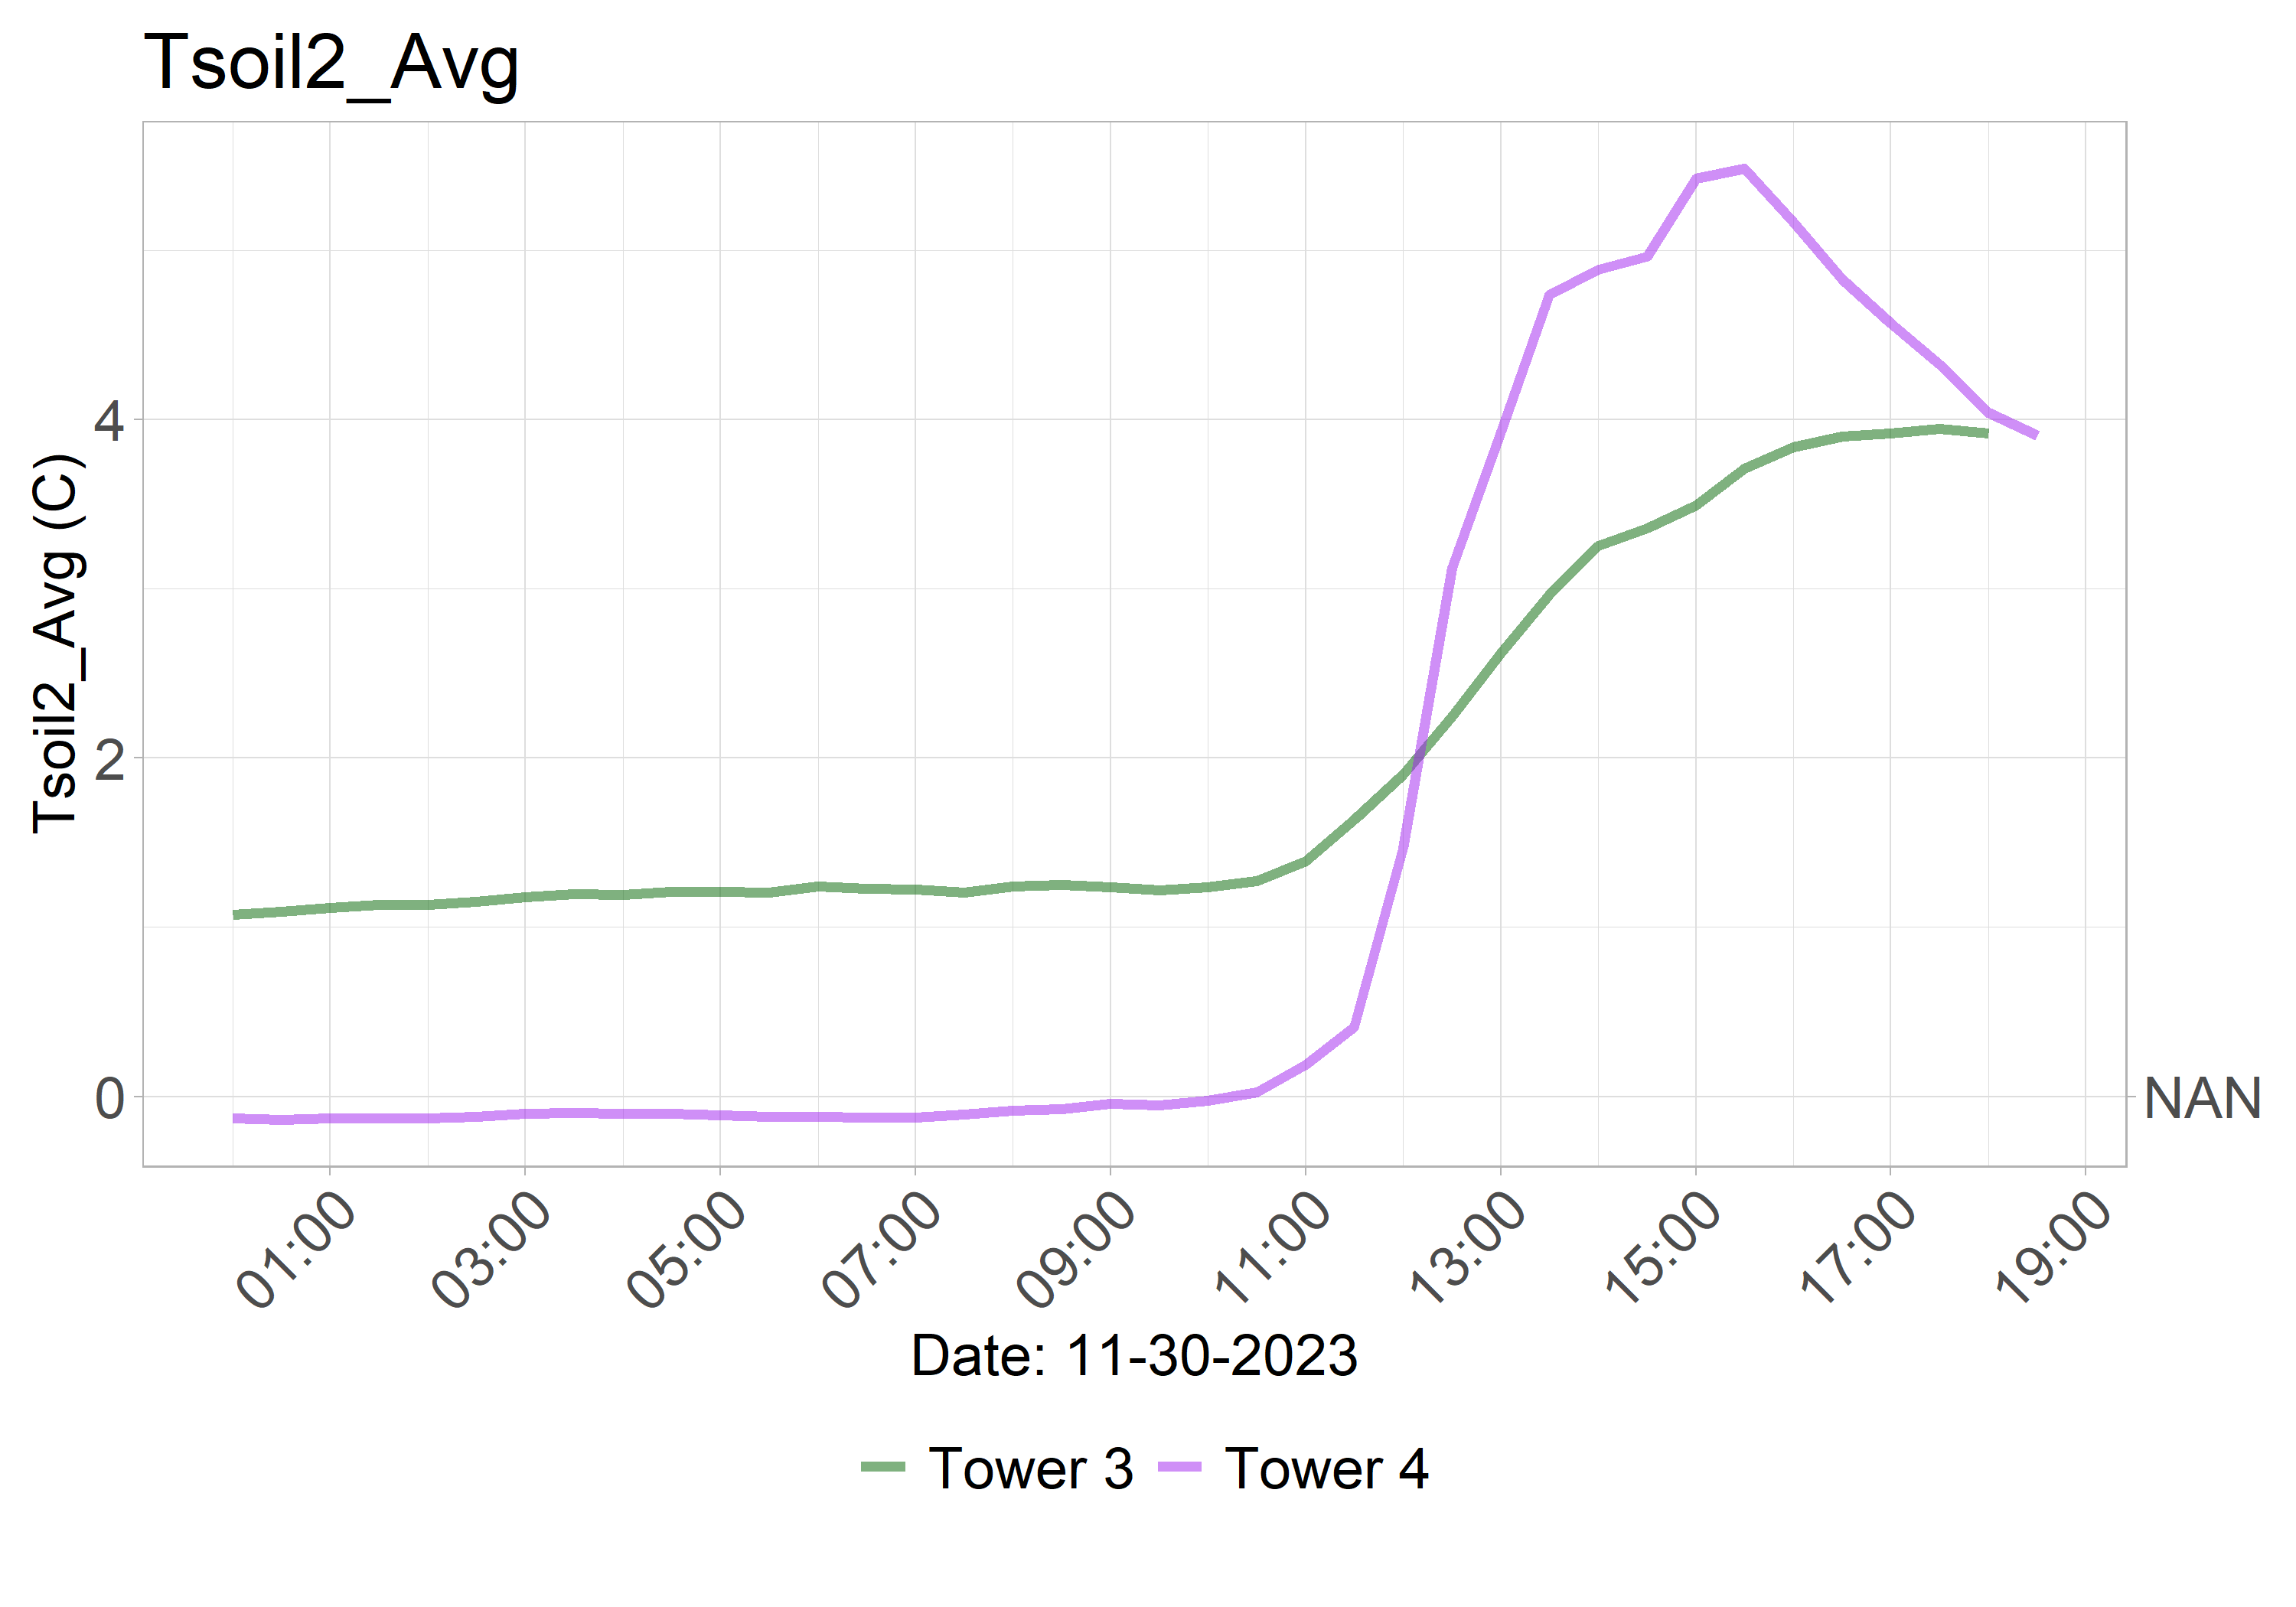 Tsoil2_Avg
Tsoil2_Avg (C)
4
2
0
NAN
01:00 03:00 05:00 07:00 09:00 11:00 13:00 15:00 17:00 19:00
Date: 11-30-2023
Tower 3 Tower 4